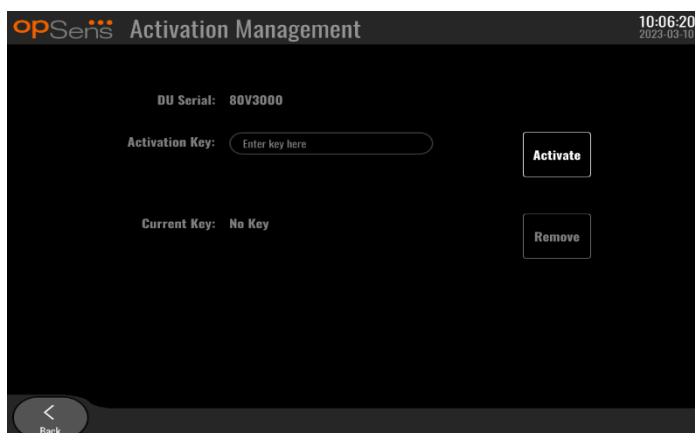 opSens Activation Management 10:06:20
2023-03-10
DU Serial: 80V3000
Activation Key: Enter key here
Activate
Current Key: No Key
Remove
Back